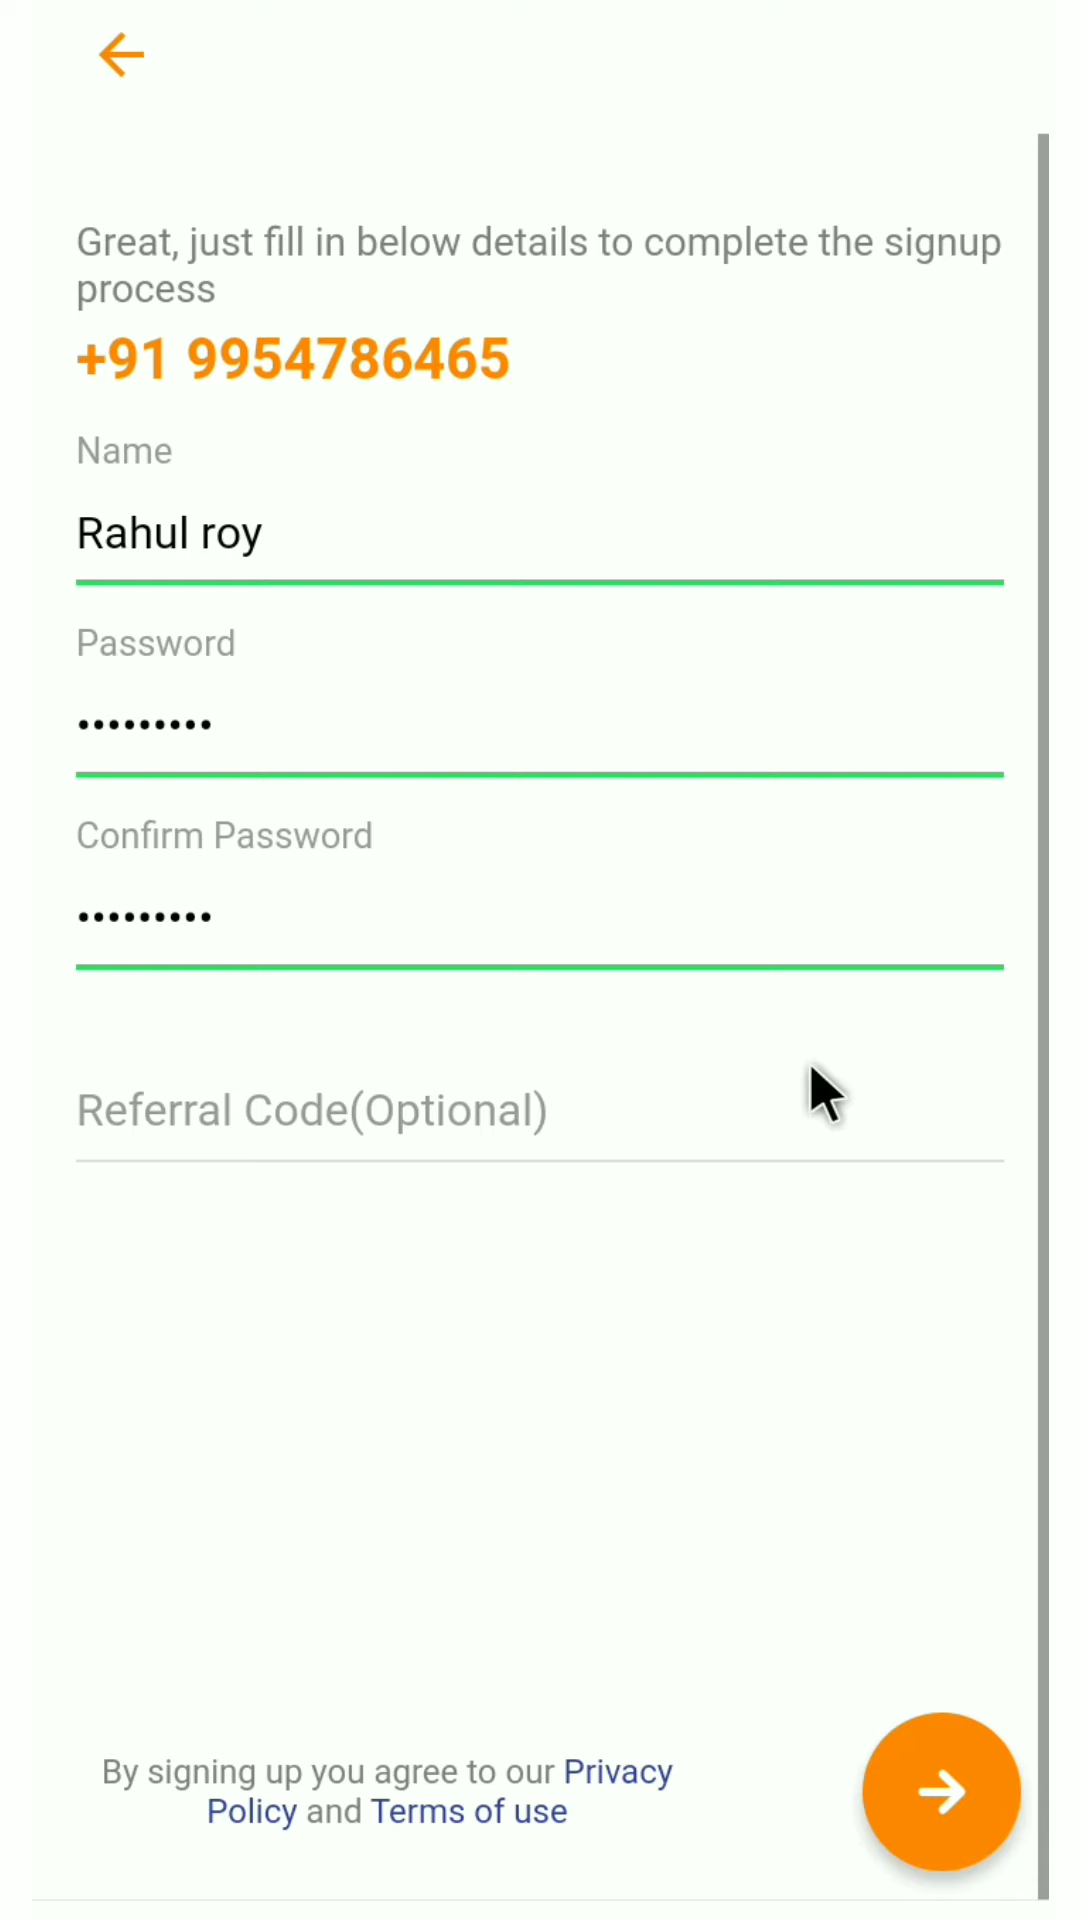 Great, just fill in below details to complete the signup
process
+91 9954786465
Name
Rahul roy
Password
•••••••••
Confirm Password
•••••••••
Referral Code(Optional)
By signing up you agree to our Privacy
Policy and Terms of use